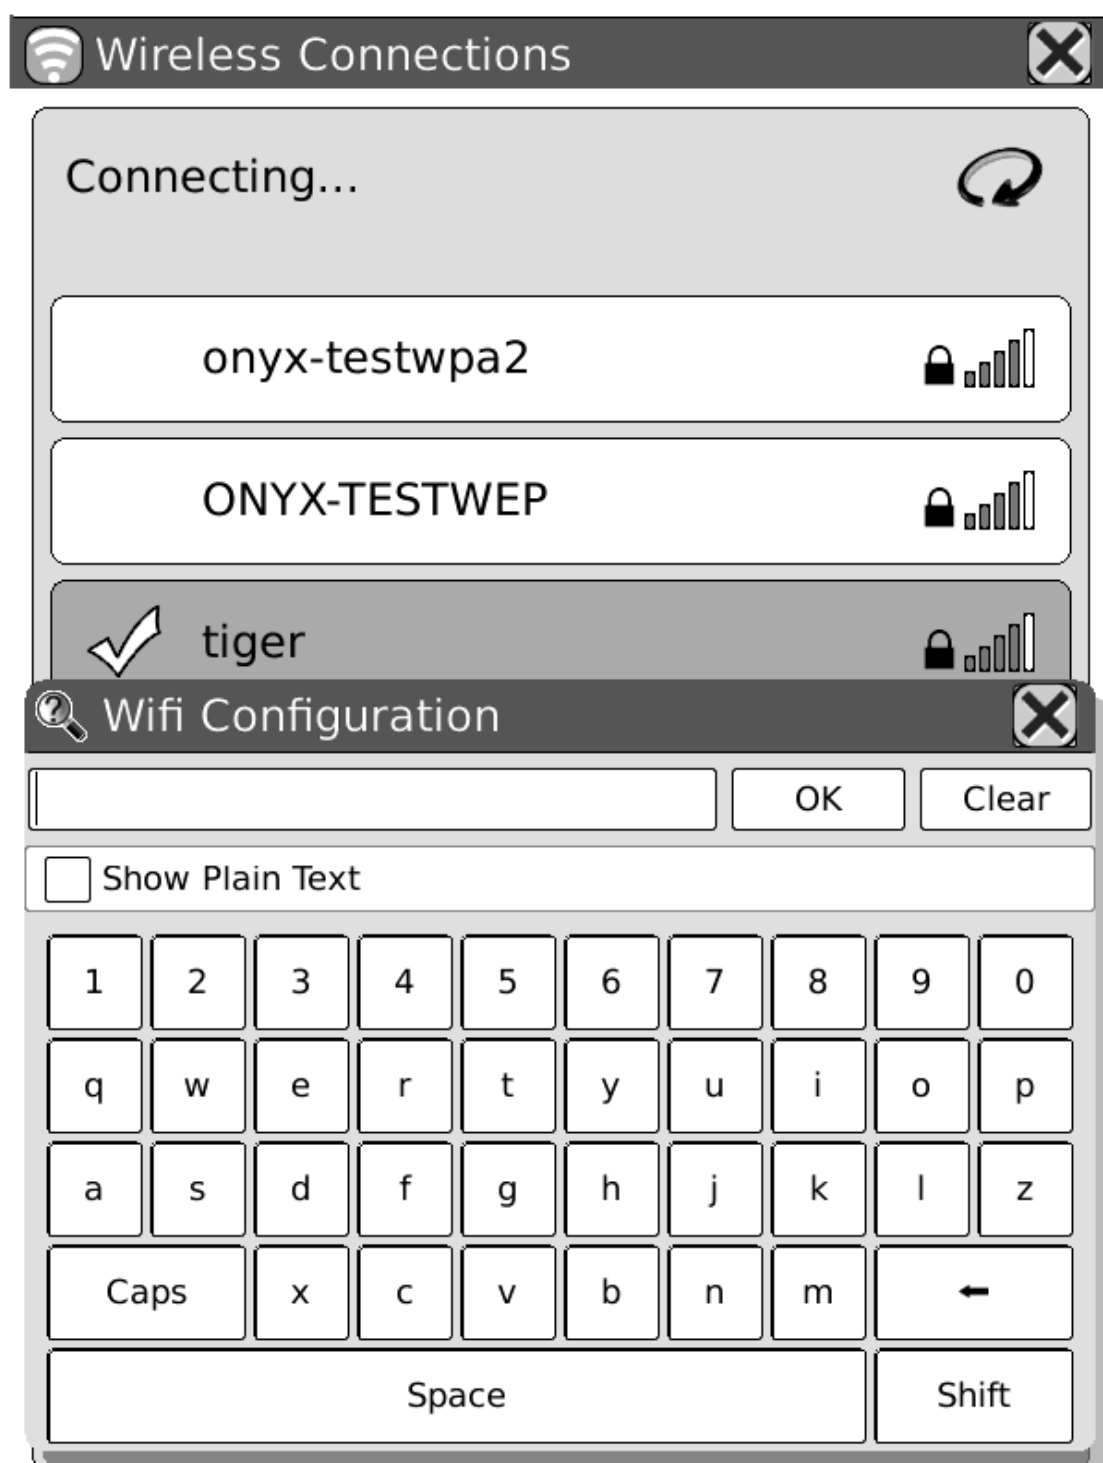 Wireless Connections
Connecting...
onyx-testwpa2
ONYX-TESTWEP
tiger
Wifi Configuration
OK Clear
Show Plain Text
1 2 3 4 5 6 7 8 9 0
q w e r t y u i o p
a s d f g h j k l z
Caps x c v b n m
Space Shift